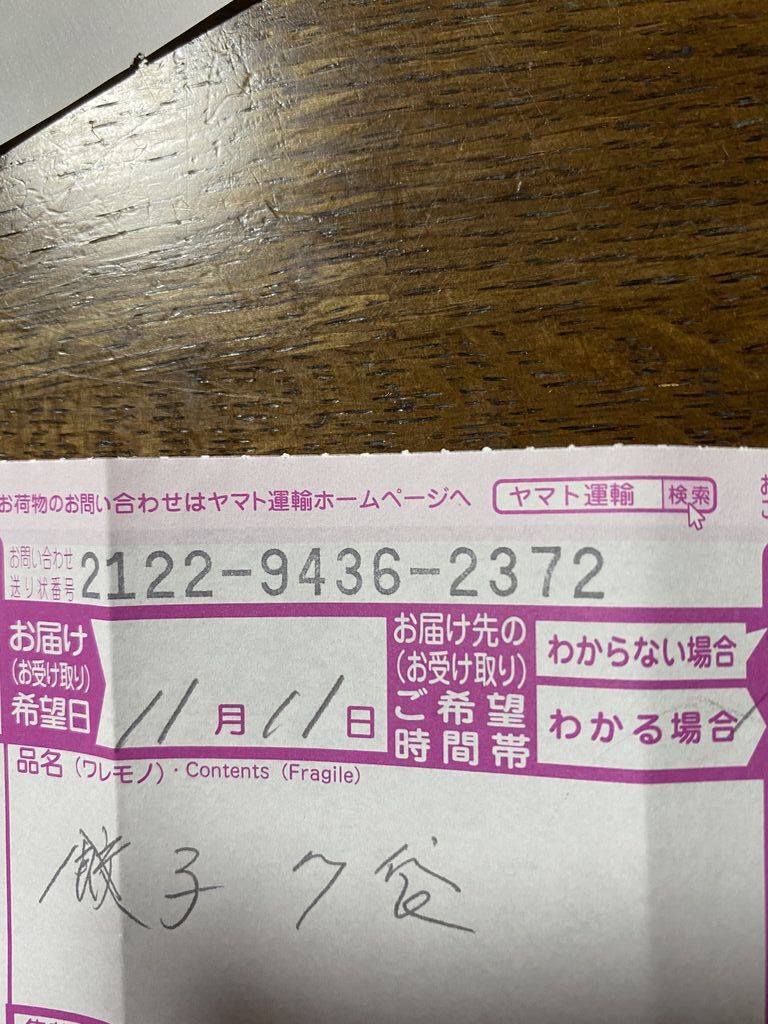 お荷物のお問い合わせはヤマト運輸ホームページへ ヤマト運輸 検索
お問い合わせ
送り状番号 2122-9436-2372
お届け
(お受け取り)
希望日
11月11日
お届け先の
(お受け取り)
ご希望
時間帯
わからない場合
わかる場合
品名（ワレモノ）・Contents（Fragile）
餃子 7